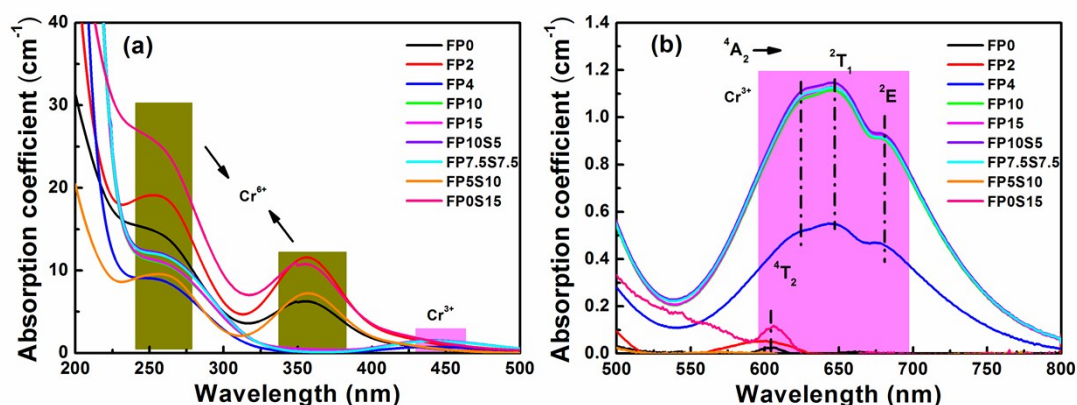 (a)
Absorption coefficient (cm⁻¹)
40
30
20
10
0
200 250 300 350 400 450 500
Wavelength (nm)
Cr⁶⁺
Cr³⁺
FP0
FP2
FP4
FP10
FP15
FP10S5
FP7.5S7.5
FP5S10
FP0S15
(b)
Absorption coefficient (cm⁻¹)
1.4
1.2
1.0
0.8
0.6
0.4
0.2
0.0
500 550 600 650 700 750 800
Wavelength (nm)
⁴A₂
²T₁
Cr³⁺
²E
⁴T₂
FP0
FP2
FP4
FP10
FP15
FP10S5
FP7.5S7.5
FP5S10
FP0S15